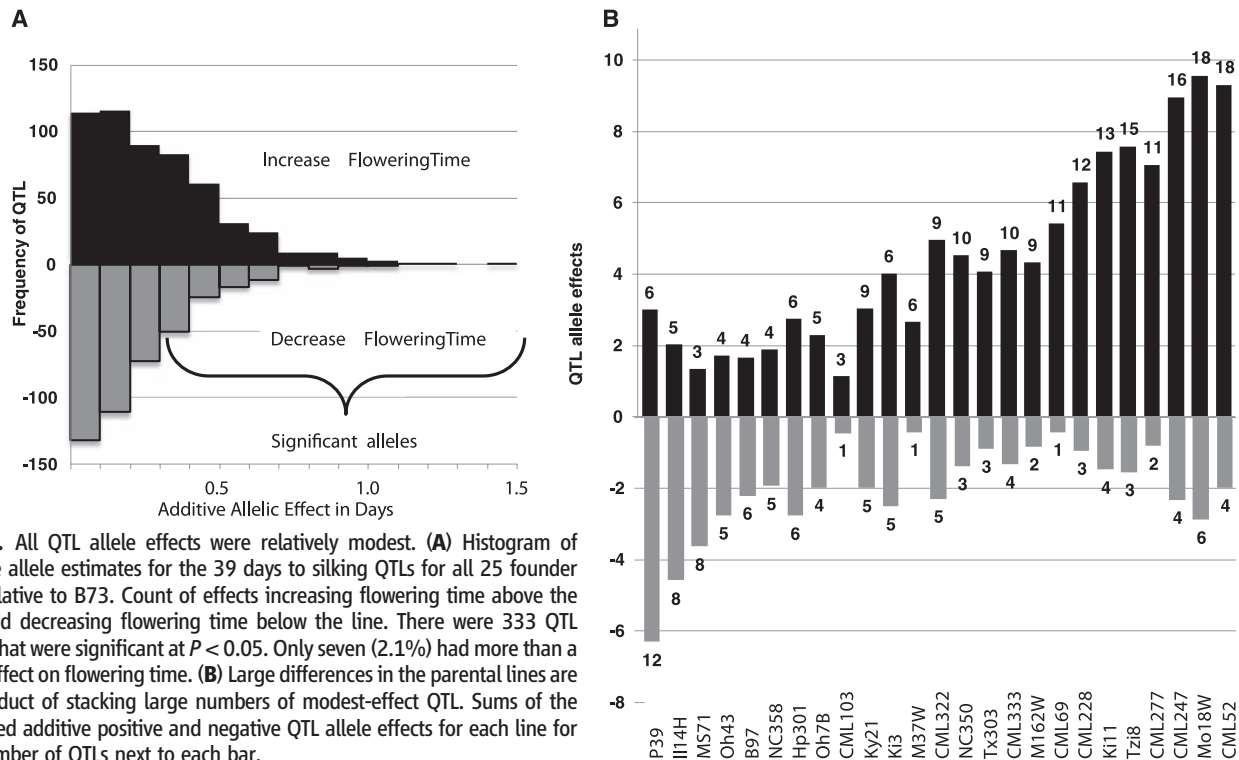 A
150
100
50
0
-50
-100
-150
Frequency of QTL
Increase FloweringTime
Decrease FloweringTime
Significant alleles
0.5 1.0 1.5
Additive Allelic Effect in Days
. All QTL allele effects were relatively modest. (A) Histogram of
e allele estimates for the 39 days to silking QTLs for all 25 founder
lative to B73. Count of effects increasing flowering time above the
d decreasing flowering time below the line. There were 333 QTL
hat were significant at P < 0.05. Only seven (2.1%) had more than a
ffect on flowering time. (B) Large differences in the parental lines are
duct of stacking large numbers of modest-effect QTL. Sums of the
ed additive positive and negative QTL allele effects for each line for
mber of QTLs next to each bar.
B
10
8
6
4
2
0
-2
-4
-6
-8
QTL allele effects
6 5 3 4 4 4 6 5 3 9 6 6 9 10 9 10 9 11 12 13 15 11 16 18 18
12 8 8 5 6 5 6 4 1 5 5 1 5 3 3 4 2 1 3 4 3 2 4 6 4
P39
Il14H
MS71
Oh43
B97
NC358
Hp301
Oh7B
CML103
Ky21
Ki3
M37W
CML322
NC350
Tx303
CML333
M162W
CML69
CML228
Ki11
Tzi8
CML277
CML247
Mo18W
CML52